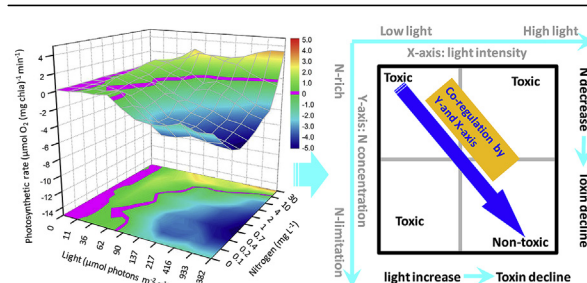 Photosynthetic rate (μmol O2 (mg chla)-1·min-1)
4
2
0
-2
-4
-6
-8
-10
-12
-14
5.0
4.0
3.0
2.0
1.0
0
-1.0
-2.0
-3.0
-4.0
-5.0
0
11
36
62
90
137
217
416
933
Light (μmol photons
Nitrogen (mg L-1)
Low light
High light
X-axis: light intensity
N-rich
Y-axis: N concentration
N-limitation
Toxic
Toxic
Co-regulation by
Y-and X-axis
Toxic
Non-toxic
N decrease
Toxin decline
light increase
Toxin decline